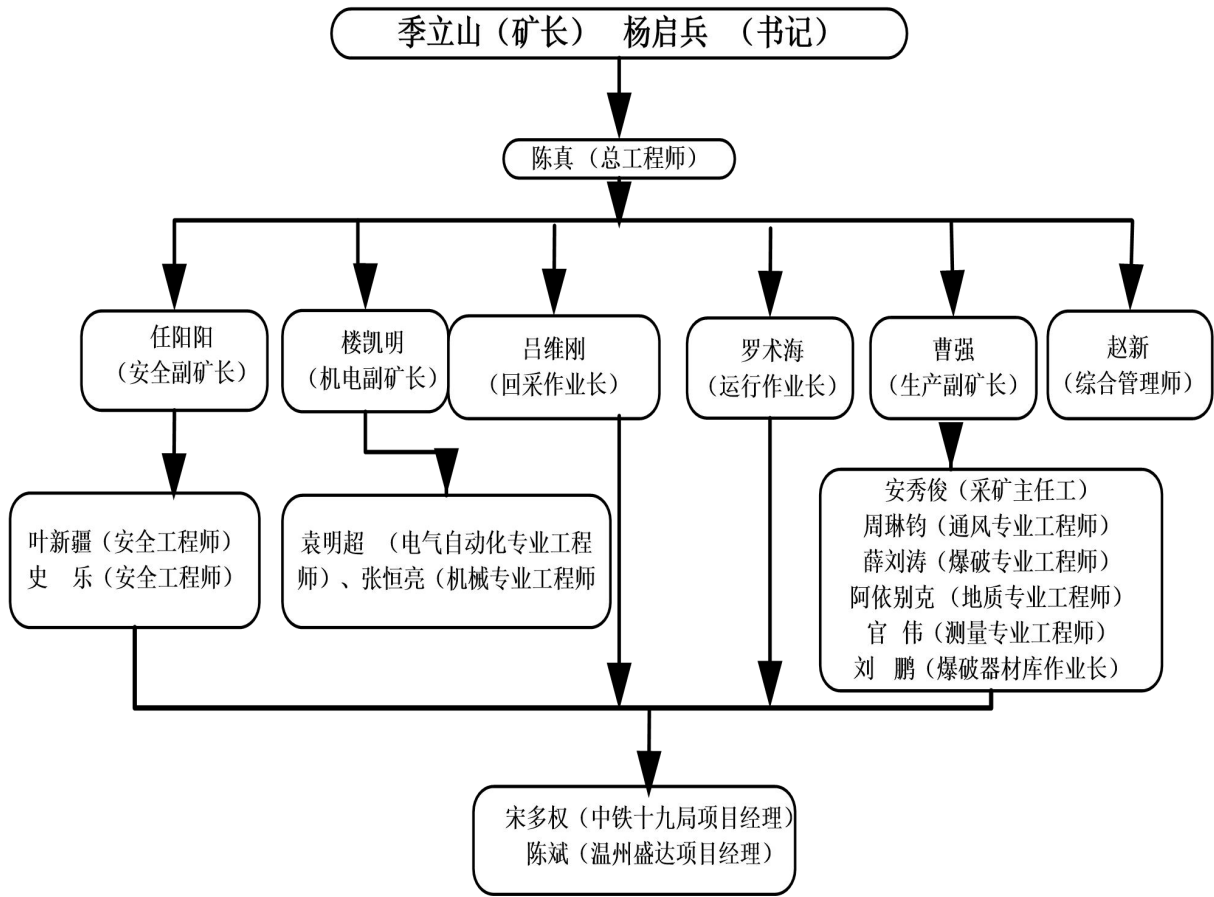 季立山（矿长） 杨启兵 （书记）
陈真（总工程师）
任阳阳
（安全副矿长）
楼凯明
（机电副矿长）
吕维刚
（回采作业长）
罗术海
（运行作业长）
曹强
（生产副矿长）
赵新
（综合管理师）
叶新疆（安全工程师）
史 乐（安全工程师）
袁明超 （电气自动化专业工程
师）、张恒亮（机械专业工程师
安秀俊（采矿主任工）
周琳钧（通风专业工程师）
薛刘涛（爆破专业工程师）
阿依别克（地质专业工程师）
官 伟（测量专业工程师）
刘 鹏（爆破器材库作业长）
宋多权（中铁十九局项目经理）
陈斌（温州盛达项目经理）